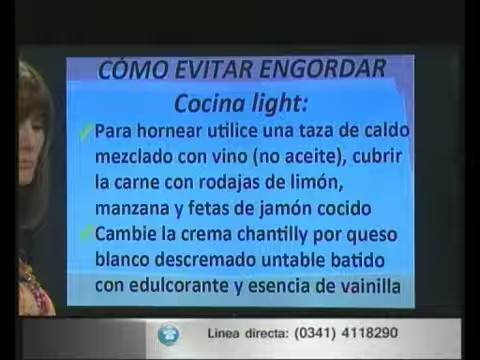 CÓMO EVITAR ENGORDAR
Cocina light:
Para hornear utilice una taza de caldo
mezclado con vino (no aceite), cubrir
la carne con rodajas de limón,
manzana y fetas de jamón cocido
Cambie la crema chantilly por queso
blanco descremado untable batido
con edulcorante y esencia de vainilla
Linea directa: (0341) 4118290